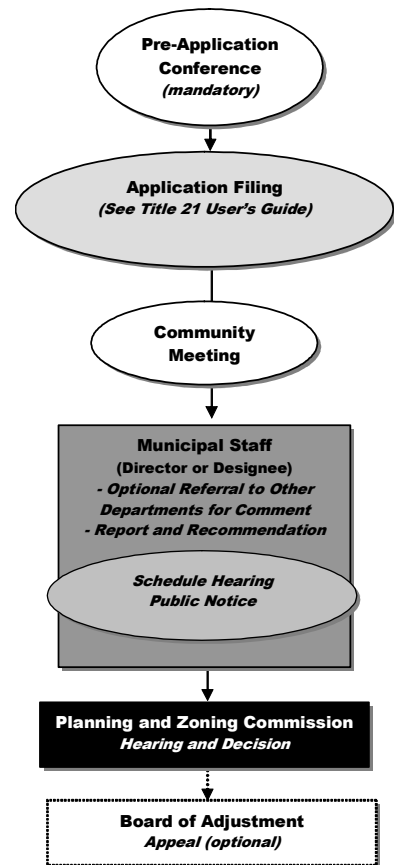 Pre-Application
Conference
(mandatory)
Application Filing
(See Title 21 User's Guide)
Community
Meeting
Municipal Staff
(Director or Designee)
- Optional Referral to Other
Departments for Comment
- Report and Recommendation
Schedule Hearing
Public Notice
Planning and Zoning Commission
Hearing and Decision
Board of Adjustment
Appeal (optional)